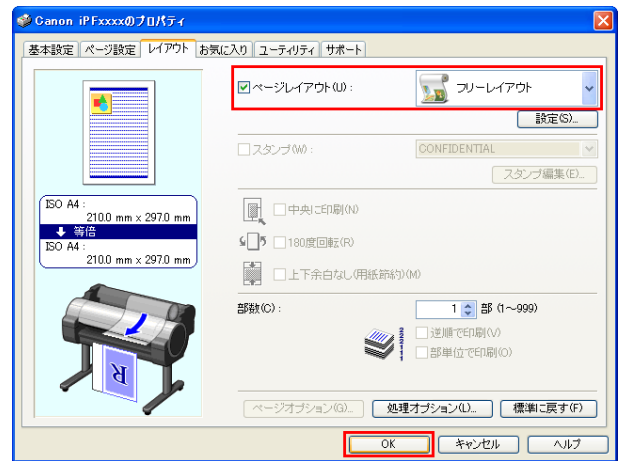 Canon iPFxxxxのプロパティ
基本設定 ページ設定 レイアウト お気に入り ユーティリティ サポート
ページレイアウト(U) : フリーレイアウト
設定(S)...
スタンプ(W) : CONFIDENTIAL
スタンプ編集(E)...
ISO A4 :
210.0 mm x 297.0 mm
等倍
ISO A4 :
210.0 mm x 297.0 mm
中央に印刷(N)
180度回転(R)
上下余白なし(用紙節約)(M)
部数(C) : 1 部 (1～999)
逆順で印刷(V)
部単位で印刷(O)
ページオプション(G)... 処理オプション(L)... 標準に戻す(F)
OK キャンセル ヘルプ